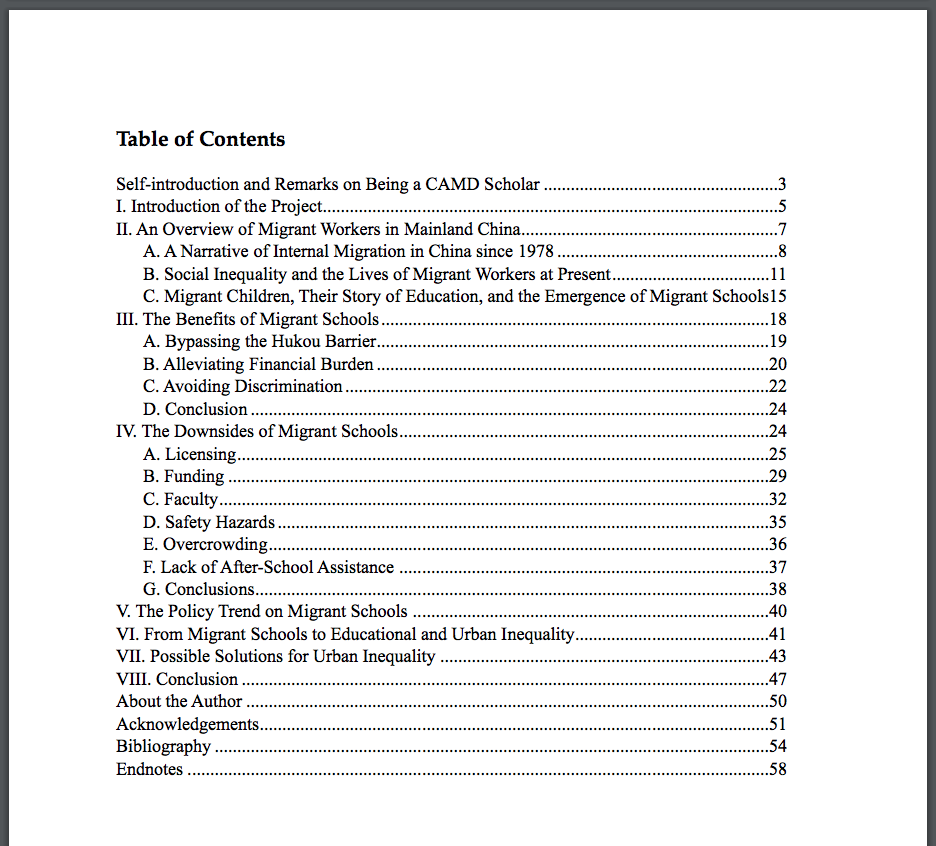 Table of Contents
Self-introduction and Remarks on Being a CAMD Scholar ....................................................3
I. Introduction of the Project.....................................................................................................5
II. An Overview of Migrant Workers in Mainland China.........................................................7
A. A Narrative of Internal Migration in China since 1978 .................................................8
B. Social Inequality and the Lives of Migrant Workers at Present...................................11
C. Migrant Children, Their Story of Education, and the Emergence of Migrant Schools15
III. The Benefits of Migrant Schools......................................................................................18
A. Bypassing the Hukou Barrier.......................................................................................19
B. Alleviating Financial Burden .......................................................................................20
C. Avoiding Discrimination..............................................................................................22
D. Conclusion ...................................................................................................................24
IV. The Downsides of Migrant Schools..................................................................................24
A. Licensing......................................................................................................................25
B. Funding ........................................................................................................................29
C. Faculty..........................................................................................................................32
D. Safety Hazards .............................................................................................................35
E. Overcrowding...............................................................................................................36
F. Lack of After-School Assistance ..................................................................................37
G. Conclusions..................................................................................................................38
V. The Policy Trend on Migrant Schools ...............................................................................40
VI. From Migrant Schools to Educational and Urban Inequality...........................................41
VII. Possible Solutions for Urban Inequality .........................................................................43
VIII. Conclusion .....................................................................................................................47
About the Author ....................................................................................................................50
Acknowledgements.................................................................................................................51
Bibliography ...........................................................................................................................54
Endnotes .................................................................................................................................58